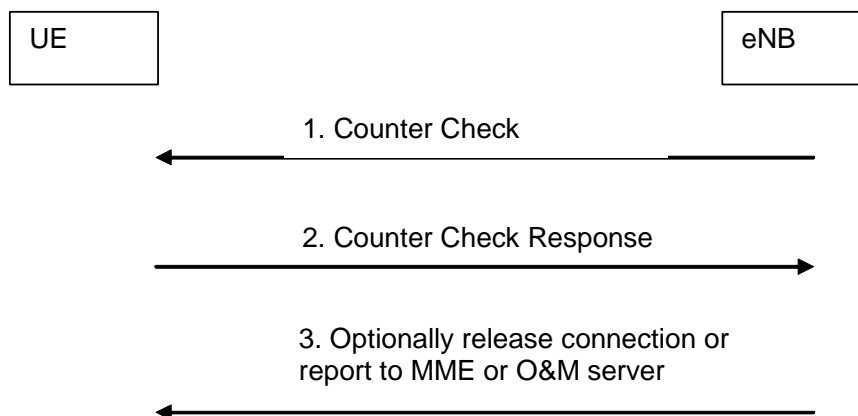 UE
eNB
1. Counter Check
2. Counter Check Response
3. Optionally release connection or
report to MME or O&M server